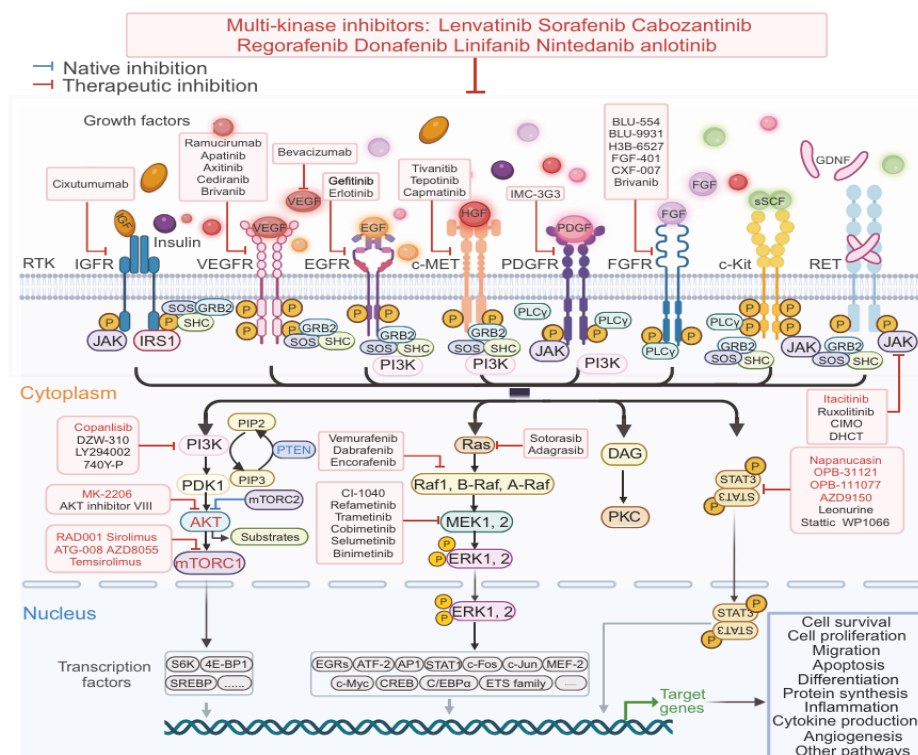 Multi-kinase inhibitors: Lenvatinib Sorafenib Cabozantinib
Regorafenib Donafenib Linifanib Nintedanib anlotinib
Native inhibition
Therapeutic inhibition
Growth factors
Cixutumumab
Ramucirumab
Apatinib
Axitinib
Cediranib
Brivanib
Bevacizumab
Gefitinib
Erlotinib
Tivanitib
Tepotinib
Capmatinib
IMC-3G3
BLU-554
BLU-9931
H3B-6527
FGF-401
CXF-007
Brivanib
GDNF
IGF
Insulin
VEGF
VEGF
EGF
HGF
PDGF
FGF
FGF
sSCF
RTK
IGFR
VEGFR
EGFR
c-MET
PDGFR
FGFR
c-Kit
RET
P
P
SOS
GRB2
SHC
JAK
IRS1
P
P
P
P
GRB2
SOS
SHC
P
P
GRB2
SOS
SHC
PI3K
P
P
GRB2
SOS
SHC
PI3K
PLCγ
P
P
PLCγ
JAK
PI3K
P
P
PLCγ
PLCγ
P
P
P
P
GRB2
SOS
SHC
P
P
JAK
GRB2
SOS
SHC
JAK
Cytoplasm
Copanlisib
DZW-310
LY294002
740Y-P
PI3K
PIP2
PTEN
PIP3
PDK1
MK-2206
AKT inhibitor VIII
mTORC2
AKT
Substrates
RAD001 Sirolimus
ATG-008 AZD8055
Temsirolimus
mTORC1
Vemurafenib
Dabrafenib
Encorafenib
Ras
Sotorasib
Adagrasib
Raf1, B-Raf, A-Raf
CI-1040
Refametinib
Trametinib
Cobimetinib
Selumetinib
Binimetinib
MEK1, 2
P
P
ERK1, 2
DAG
PKC
Itacitinib
Ruxolitinib
CIMO
DHCT
P
STAT3
STAT3
P
Napanucasin
OPB-31121
OPB-111077
AZD9150
Leonurine
Stattic WP1066
Nucleus
P
P
ERK1, 2
P
STAT3
STAT3
P
Transcription
factors
S6K
4E-BP1
SREBP
......
EGRs
ATF-2
AP1
STAT1
c-Fos
c-Jun
MEF-2
c-Myc
CREB
C/EBPα
ETS family
Target
genes
Cell survival
Cell proliferation
Migration
Apoptosis
Differentiation
Protein synthesis
Inflammation
Cytokine production
Angiogenesis
Other pathways